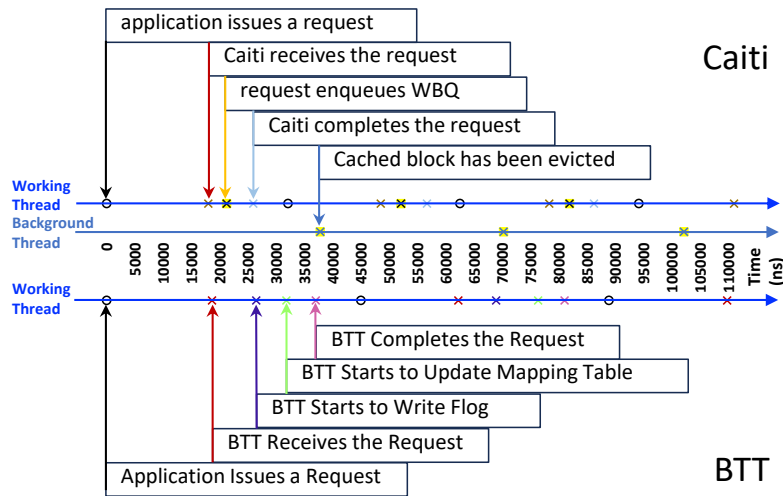 application issues a request
Caiti
Caiti receives the request
request enqueues WBQ
Caiti completes the request
Cached block has been evicted
Working
Thread
Background
Thread
0
5000
10000
15000
20000
25000
30000
35000
40000
45000
50000
55000
60000
65000
70000
75000
80000
85000
90000
95000
100000
105000
110000
Time
(ns)
Working
Thread
BTT Completes the Request
BTT Starts to Update Mapping Table
BTT Starts to Write Flog
BTT Receives the Request
Application Issues a Request
BTT